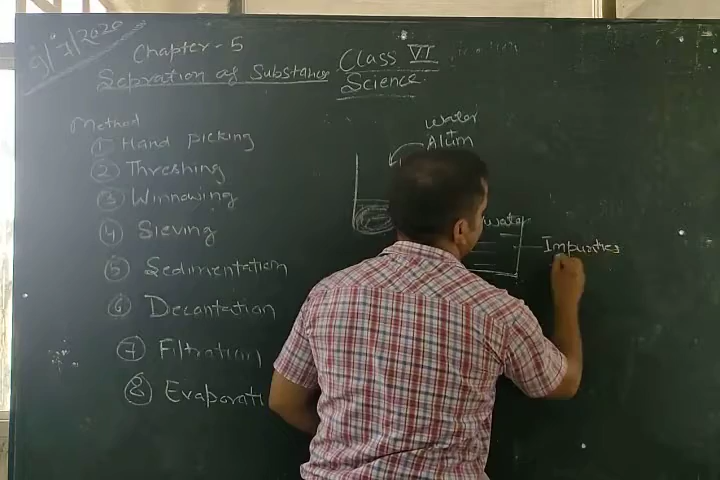 9/7/2020
Chapter-5
Sepration of Substance
Class VI
Science
Method
① Hand picking
② Threshing
③ Winnowing
④ Sieving
⑤ Sedimentation
⑥ Decantation
⑦ Filtration
⑧ Evaporati
water
+
Alum
water
Impurities